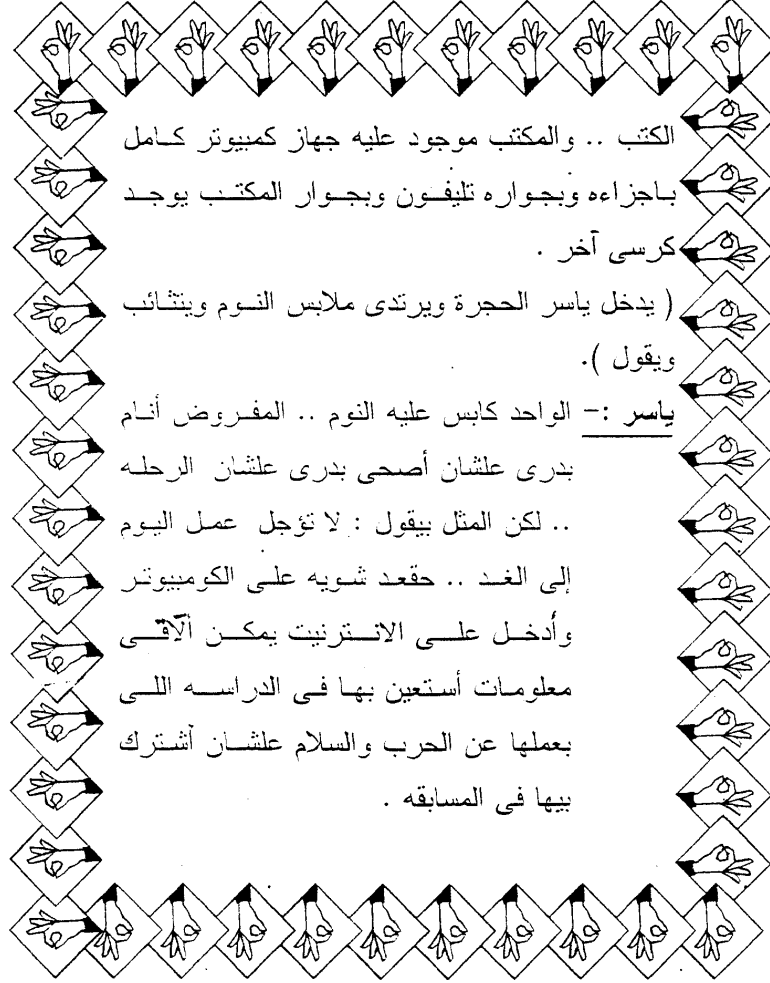 الكتب .. والمكتب موجود عليه جهاز كمبيوتر كامل
باجزاءه وبجواره تليفون وبجوار المكتب يوجد
كرسى آخر .
( يدخل ياسر الحجرة ويرتدى ملابس النوم ويتثائب
ويقول ).
ياسر :- الواحد كابس عليه النوم .. المفروض أنام
بدرى علشان أصحى بدرى علشان الرحله
.. لكن المثل بيقول : لا تؤجل عمل اليوم
إلى الغد .. حقعد شويه على الكومبيوتر
وأدخل على الانترنيت يمكن ألاقى
معلومات أستعين بها فى الدراسه اللى
بعملها عن الحرب والسلام علشان أشترك
بيها فى المسابقه .